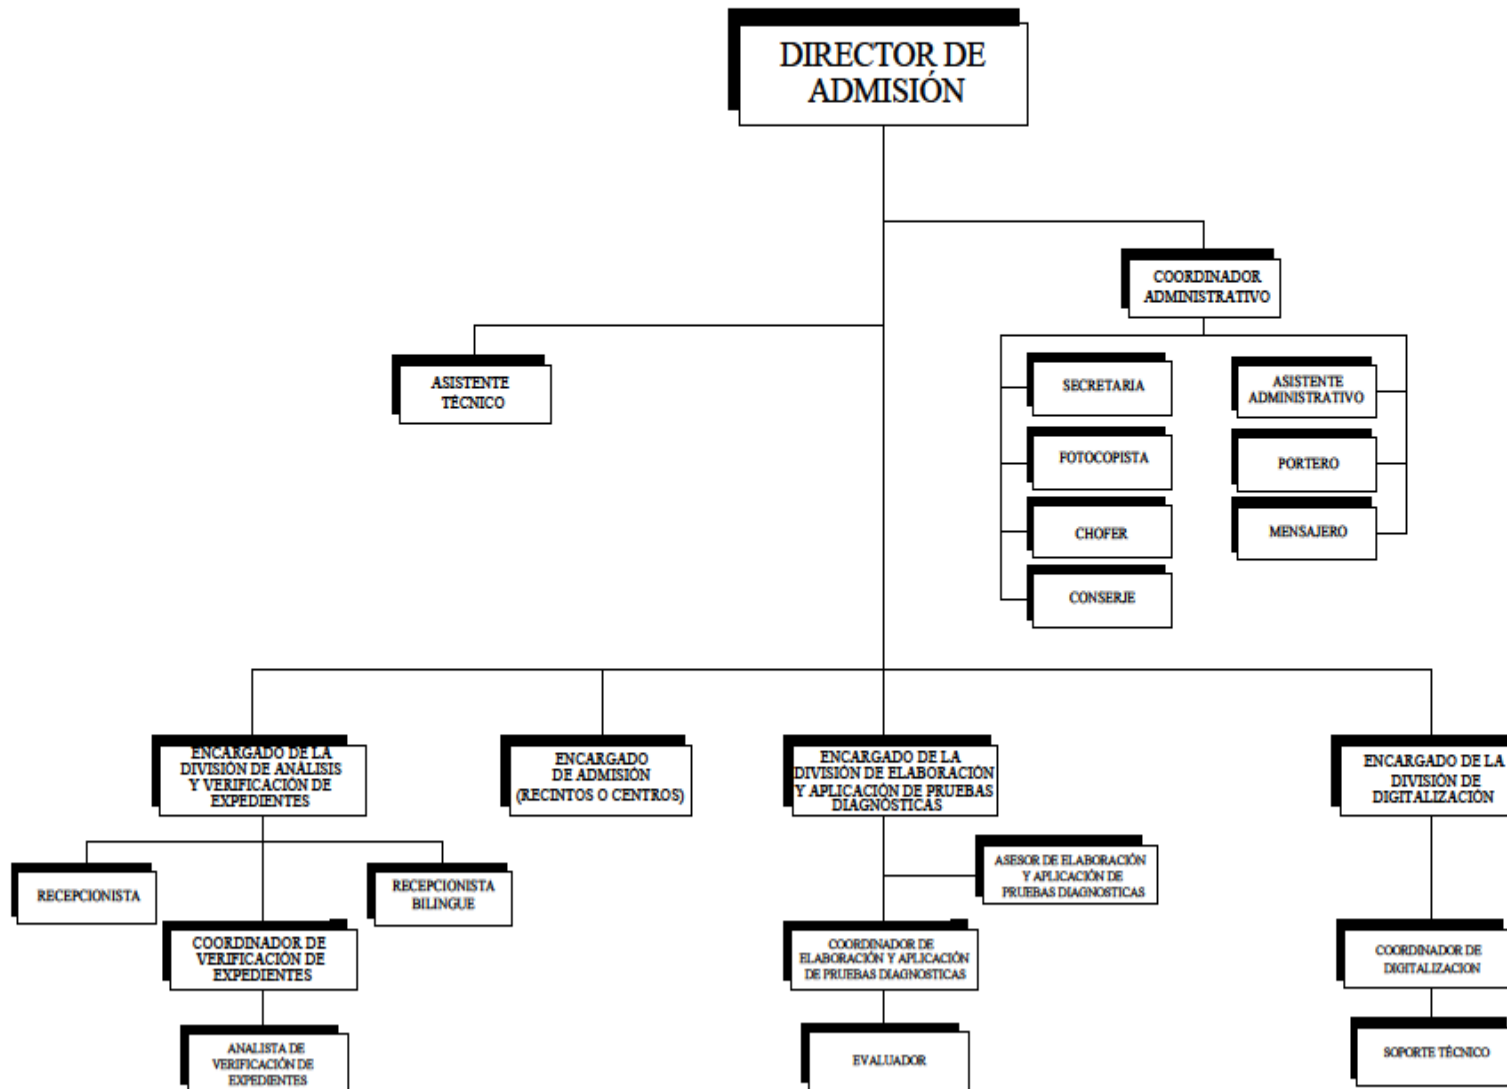 DIRECTOR DE
ADMISIÓN
COORDINADOR
ADMINISTRATIVO
ASISTENTE
TÉCNICO
SECRETARIA
ASISTENTE
ADMINISTRATIVO
FOTOCOPISTA
PORTERO
CHOFER
MENSAJERO
CONSERJE
ENCARGADO DE LA
DIVISIÓN DE ANÁLISIS
Y VERIFICACIÓN DE
EXPEDIENTES
ENCARGADO
DE ADMISIÓN
(RECINTOS O CENTROS)
ENCARGADO DE LA
DIVISIÓN DE ELABORACIÓN
Y APLICACIÓN DE PRUEBAS
DIAGNÓSTICAS
ENCARGADO DE LA
DIVISIÓN DE
DIGITALIZACIÓN
RECEPCIONISTA
RECEPCIONISTA
BILINGUE
ASESOR DE ELABORACIÓN
Y APLICACIÓN DE
PRUEBAS DIAGNOSTICAS
COORDINADOR DE
VERIFICACIÓN DE
EXPEDIENTES
COORDINADOR DE
ELABORACIÓN Y APLICACIÓN
DE PRUEBAS DIAGNOSTICAS
COORDINADOR DE
DIGITALIZACION
ANALISTA DE
VERIFICACIÓN DE
EXPEDIENTES
EVALUADOR
SOPORTE TÉCNICO